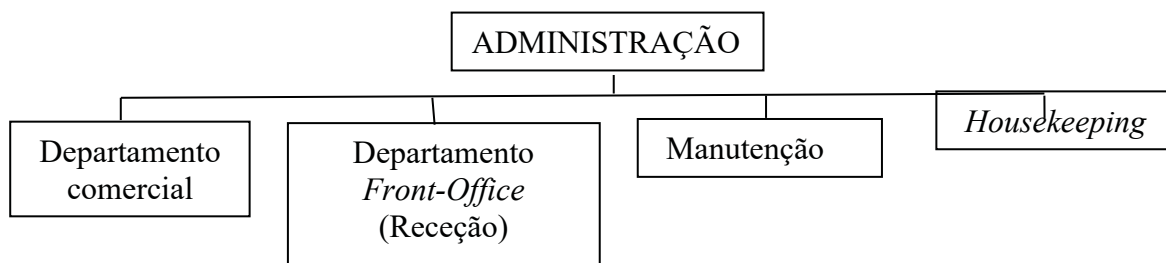 ADMINISTRAÇÃO
Departamento
comercial
Departamento
Front-Office
(Receção)
Manutenção
Housekeeping